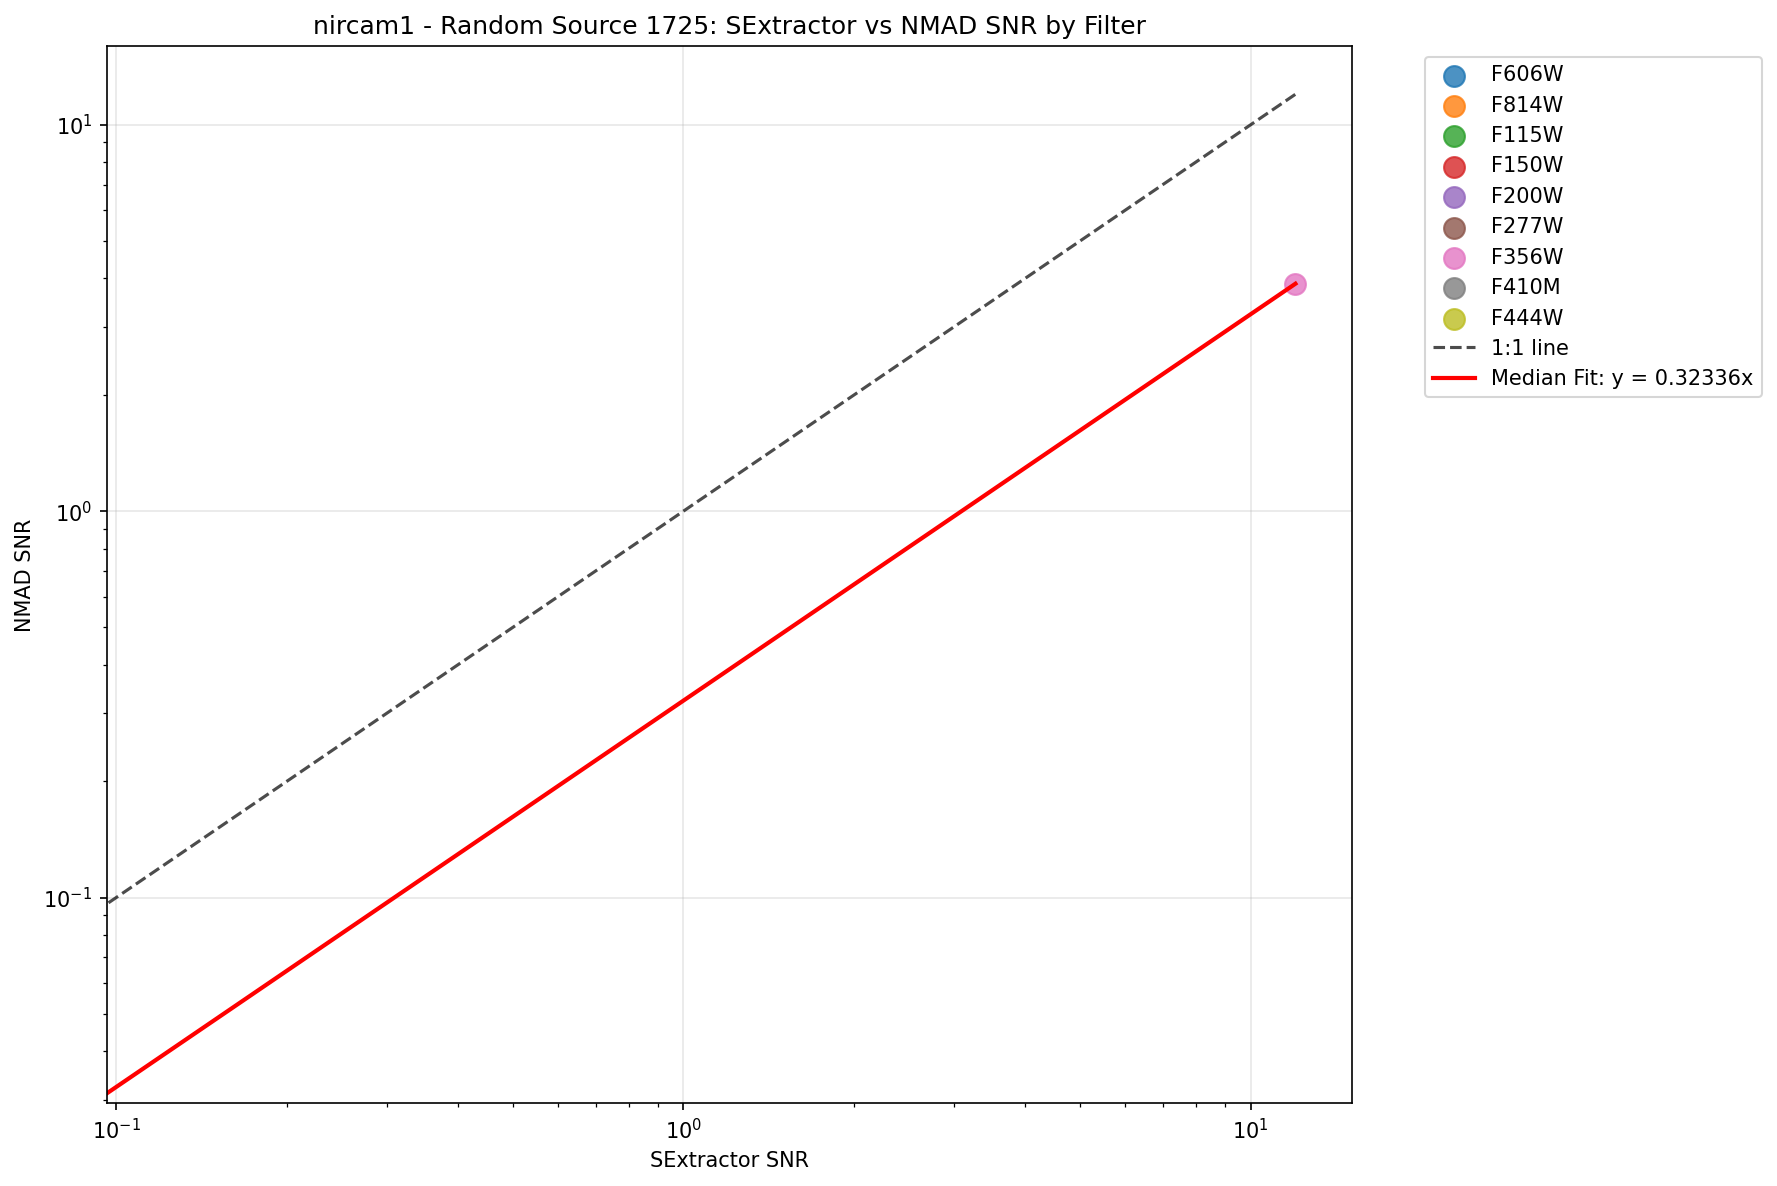 nircam1 - Random Source 1725: SExtractor vs NMAD SNR by Filter
NMAD SNR
10¹
10⁰
10⁻¹
10⁻¹
10⁰
10¹
SExtractor SNR
F606W
F814W
F115W
F150W
F200W
F277W
F356W
F410M
F444W
1:1 line
Median Fit: y = 0.32336x